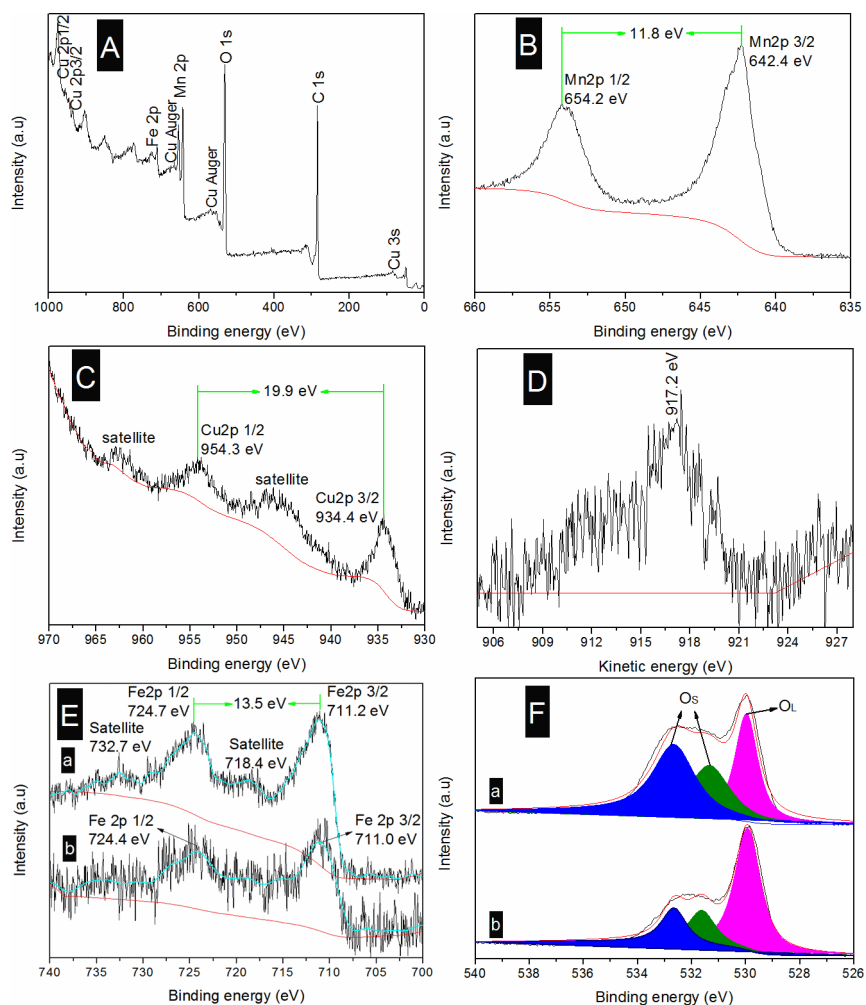 A
Cu 2p1/2
Cu 2p3/2
Fe 2p
Cu Auger
Mn 2p
Cu Auger
O 1s
C 1s
Cu 3s
Intensity (a.u)
1000 800 600 400 200 0
Binding energy (eV)
B
11.8 eV
Mn2p 3/2
642.4 eV
Mn2p 1/2
654.2 eV
Intensity (a.u)
660 655 650 645 640 635
Binding energy (eV)
C
19.9 eV
Cu2p 1/2
954.3 eV
satellite
satellite
Cu2p 3/2
934.4 eV
Intensity (a.u)
970 965 960 955 950 945 940 935 930
Binding energy (eV)
D
917.2 eV
Intensity (a.u)
906 909 912 915 918 921 924 927
Kinetic energy (eV)
E
Fe2p 1/2
724.7 eV
13.5 eV
Fe2p 3/2
711.2 eV
Satellite
732.7 eV
Satellite
718.4 eV
a
Fe 2p 1/2
724.4 eV
Fe 2p 3/2
711.0 eV
b
Intensity (a.u)
740 735 730 725 720 715 710 705 700
Binding energy (eV)
F
OS
OL
a
b
Intensity (a.u)
540 538 536 534 532 530 528 526
Binding energy (eV)